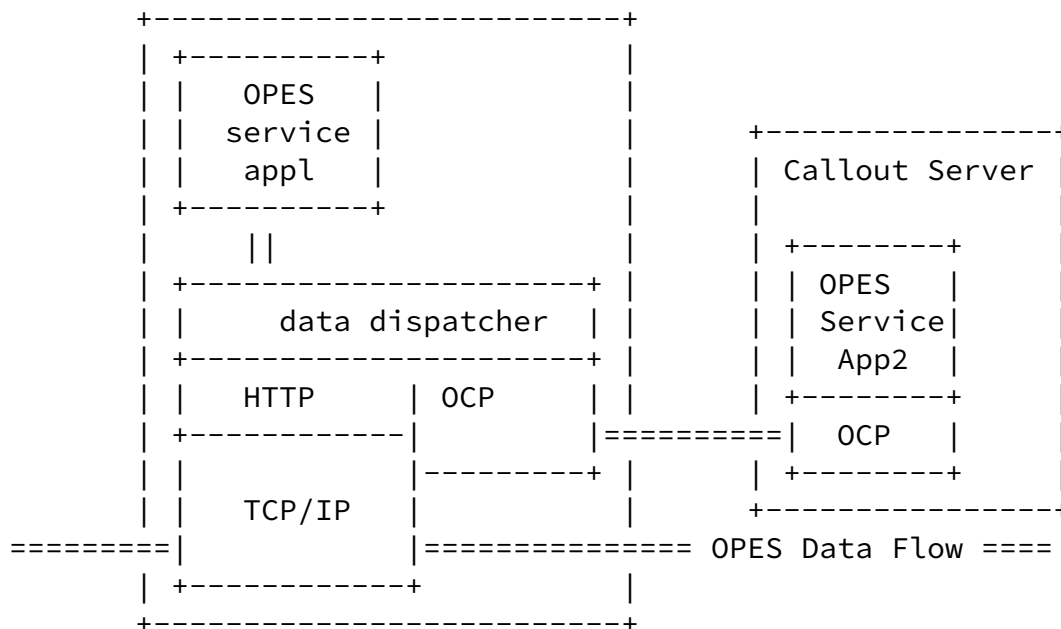 OPES
service
appl
Callout Server
OPES
data dispatcher
Service
App2
HTTP
OCP
OCP
TCP/IP
OPES Data Flow